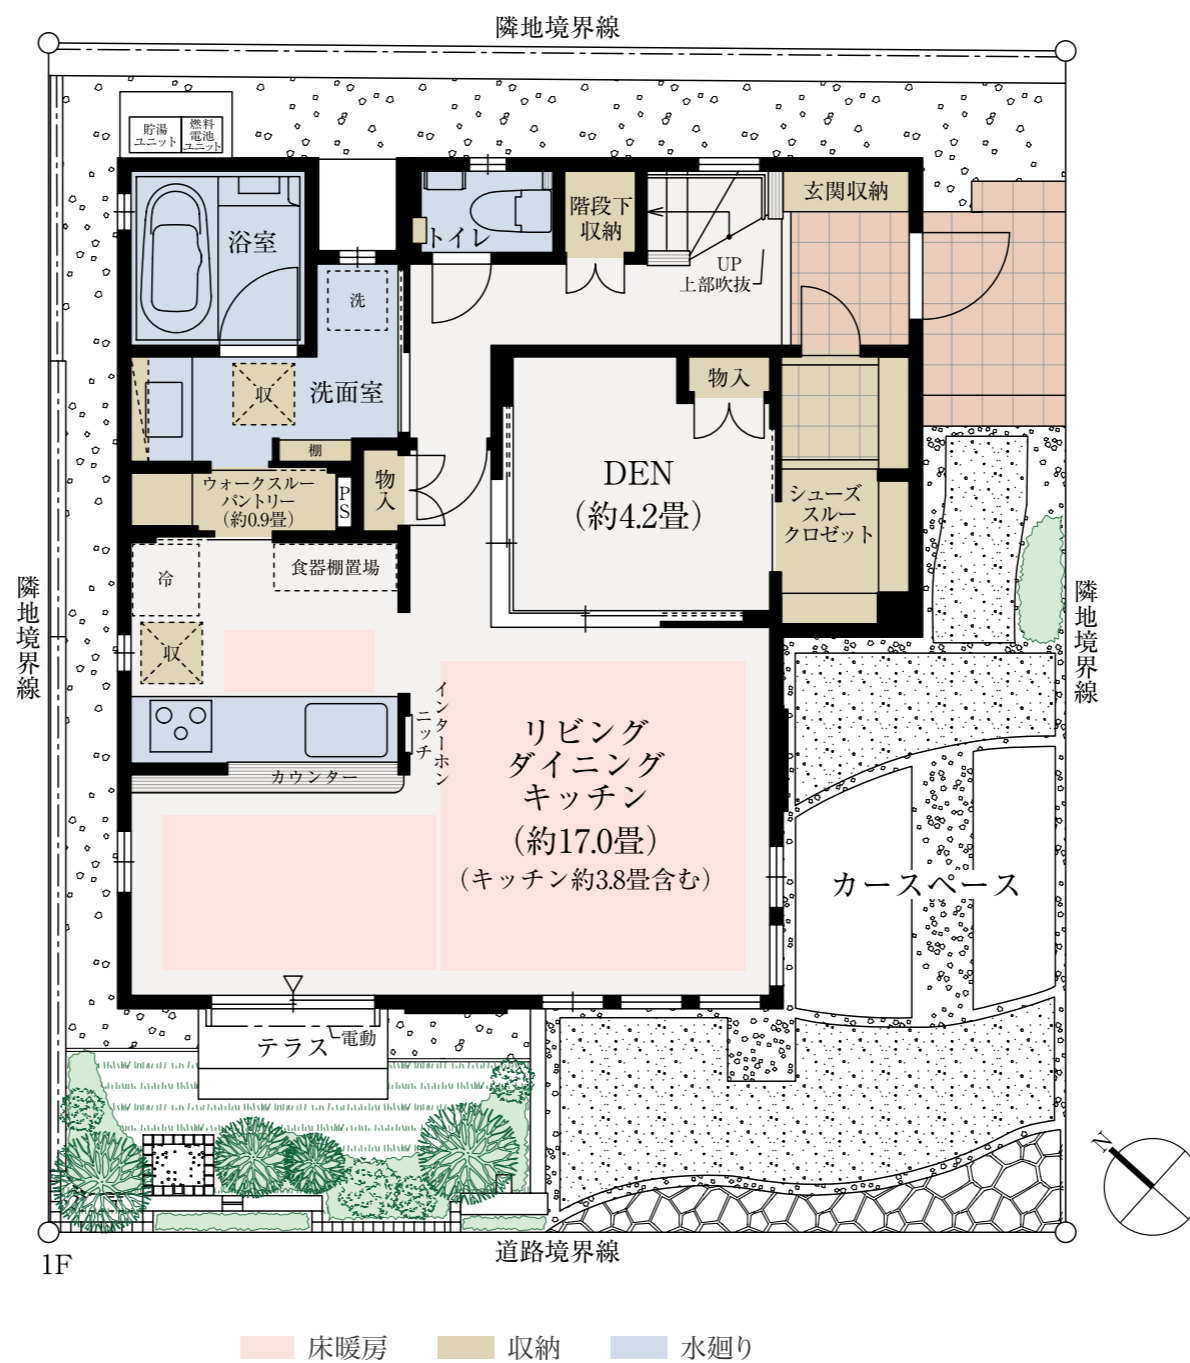 隣地境界線
貯湯
ユニット
燃料
電池
ユニット
浴室
トイレ
階段下
収納
玄関収納
UP
上部吹抜
洗
収
洗面室
棚
物入
物入
ウォークスルー
パントリー
（約0.9畳）
PS
DEN
（約4.2畳）
シューズ
スルー
クロゼット
冷
食器棚置場
収
隣地境界線
隣地境界線
インターホン
ニッチ
リビング
ダイニング
キッチン
（約17.0畳）
（キッチン約3.8畳含む）
カウンター
カースペース
テラス
電動
N
道路境界線
1F
床暖房
収納
水廻り